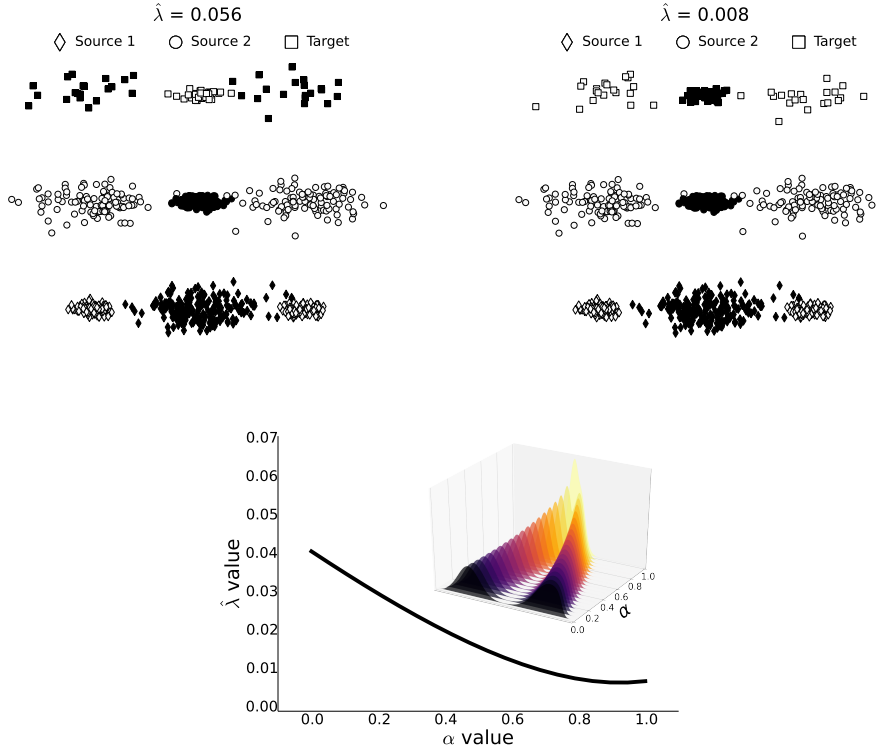 λ̂ = 0.056
Source 1 Source 2 Target
λ̂ = 0.008
Source 1 Source 2 Target
0.07
0.06
0.05
0.04
0.03
0.02
0.01
0.00
λ̂ value
0.0 0.2 0.4 0.6 0.8 1.0
α value
1.0
0.8
0.6
0.4
0.2
0.0
α